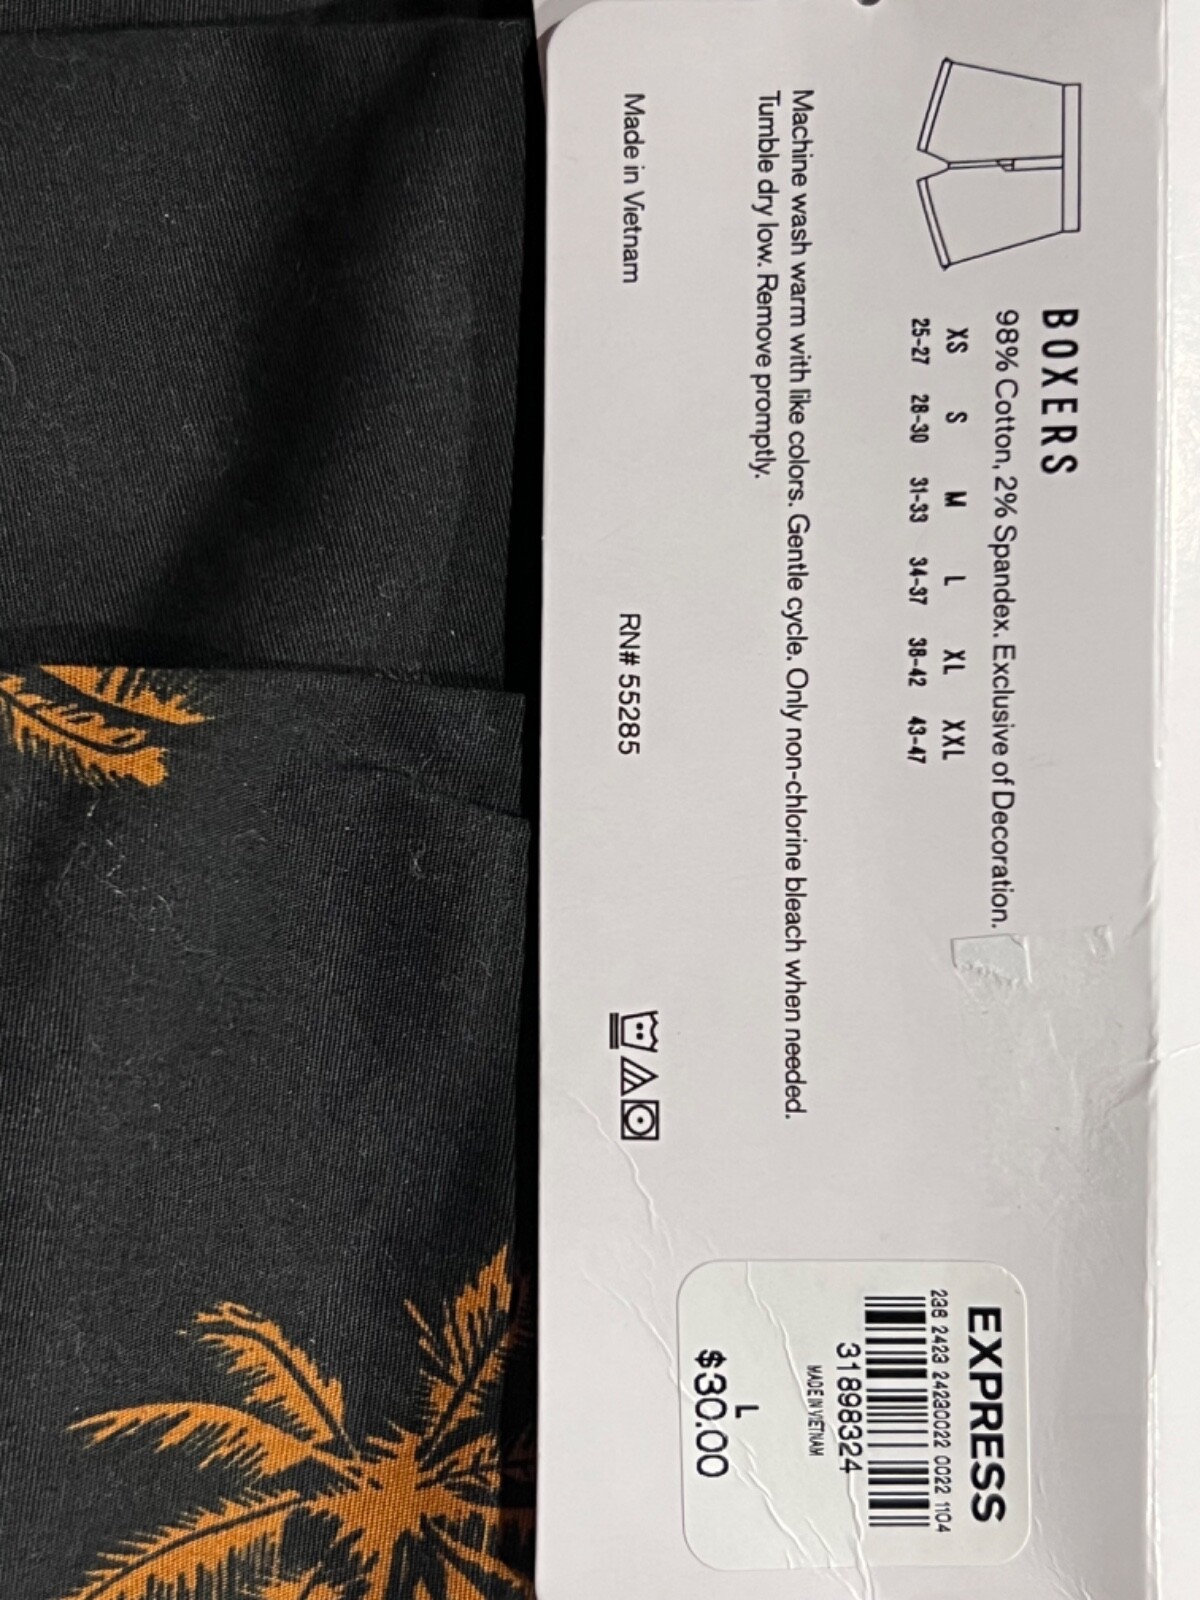 BOXERS
98% Cotton, 2% Spandex. Exclusive of Decoration.
XS S M L XL XXL
25-27 28-30 31-33 34-37 38-42 43-47
Machine wash warm with like colors. Gentle cycle. Only non-chlorine bleach when needed.
Tumble dry low. Remove promptly.
Made in Vietnam
RN# 55285
EXPRESS
236 2423 24230022 0022 1104
31898324
MADE IN VIETNAM
L
$30.00